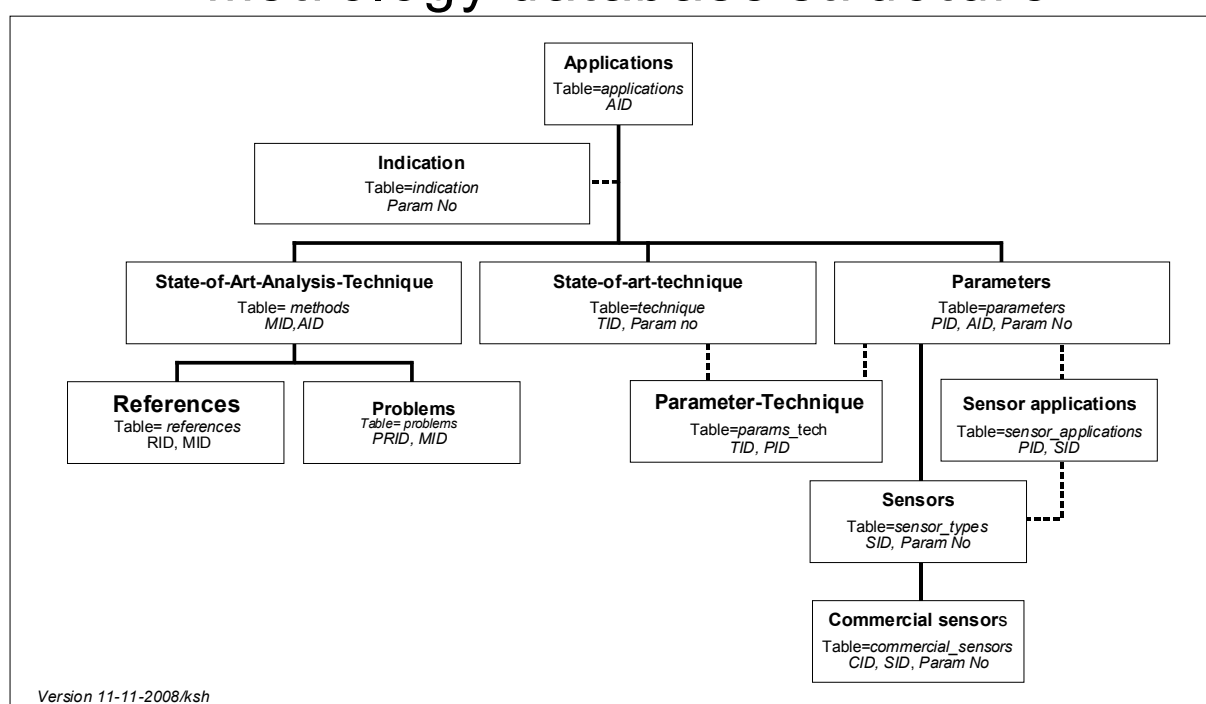 Applications
Table=applications
AID
Indication
Table=indication
Param No
State-of-Art-Analysis-Technique
Table= methods
MID,AID
State-of-art-technique
Table=technique
TID, Param no
Parameters
Table=parameters
PID, AID, Param No
References
Table= references
RID, MID
Problems
Table= problems
PRID, MID
Parameter-Technique
Table=params_tech
TID, PID
Sensor applications
Table=sensor_applications
PID, SID
Sensors
Table=sensor_types
SID, Param No
Commercial sensors
Table=commercial_sensors
CID, SID, Param No
Version 11-11-2008/ksh